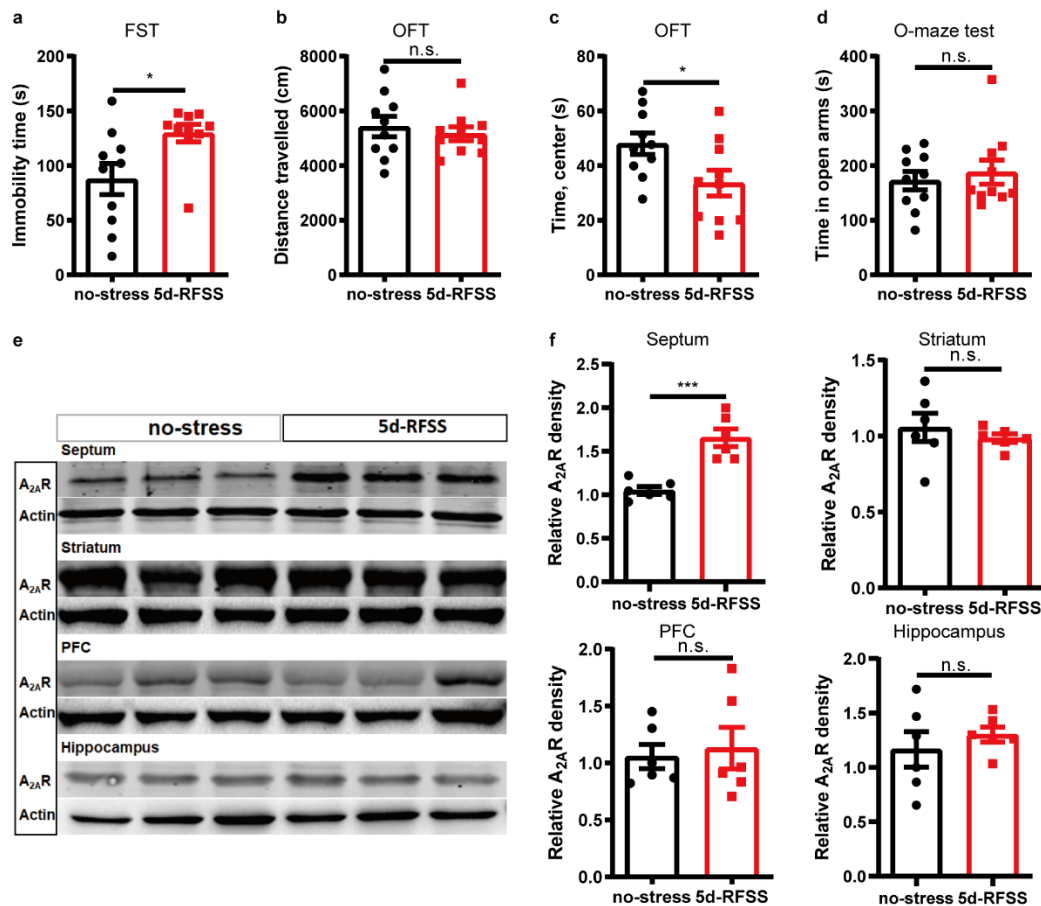 a
FST
Immobility time (s)
200
150
100
50
0
*
no-stress 5d-RFSS
b
OFT
Distance travelled (cm)
8000
6000
4000
2000
0
n.s.
no-stress 5d-RFSS
c
OFT
Time, center (s)
80
60
40
20
0
*
no-stress 5d-RFSS
d
O-maze test
Time in open arms (s)
400
300
200
100
0
n.s.
no-stress 5d-RFSS
e
no-stress
5d-RFSS
Septum
A2AR
Actin
Striatum
A2AR
Actin
PFC
A2AR
Actin
Hippocampus
A2AR
Actin
f
Septum
Relative A2AR density
2.5
2.0
1.5
1.0
0.5
0.0
***
no-stress 5d-RFSS
Striatum
Relative A2AR density
1.5
1.0
0.5
0.0
n.s.
no-stress 5d-RFSS
PFC
Relative A2AR density
2.0
1.5
1.0
0.5
0.0
n.s.
no-stress 5d-RFSS
Hippocampus
Relative A2AR density
2.0
1.5
1.0
0.5
0.0
n.s.
no-stress 5d-RFSS